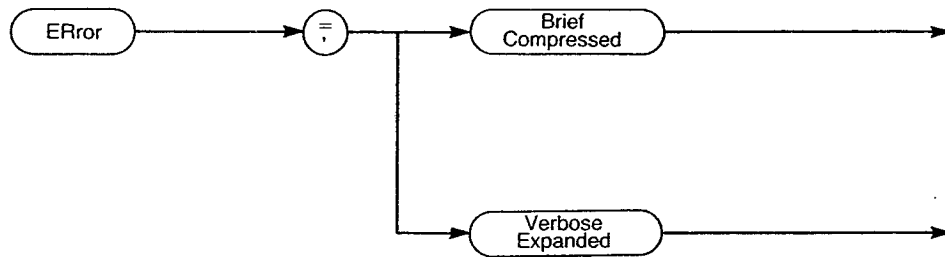 ERror
=
,
Brief
Compressed
Verbose
Expanded